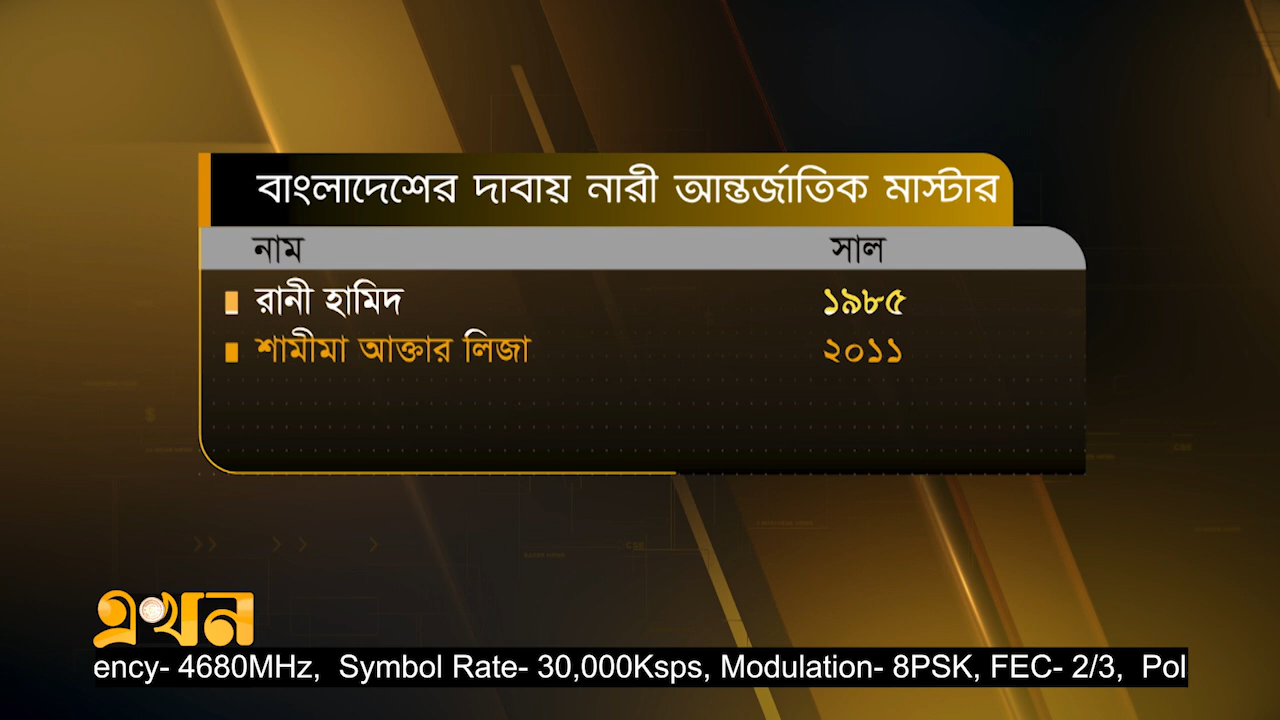 বাংলাদেশের দাবায় নারী আন্তর্জাতিক মাস্টার
নাম সাল
রানী হামিদ ১৯৮৫
শামীমা আক্তার লিজা ২০১১
এখন
ency- 4680MHz, Symbol Rate- 30,000Ksps, Modulation- 8PSK, FEC- 2/3, Pol